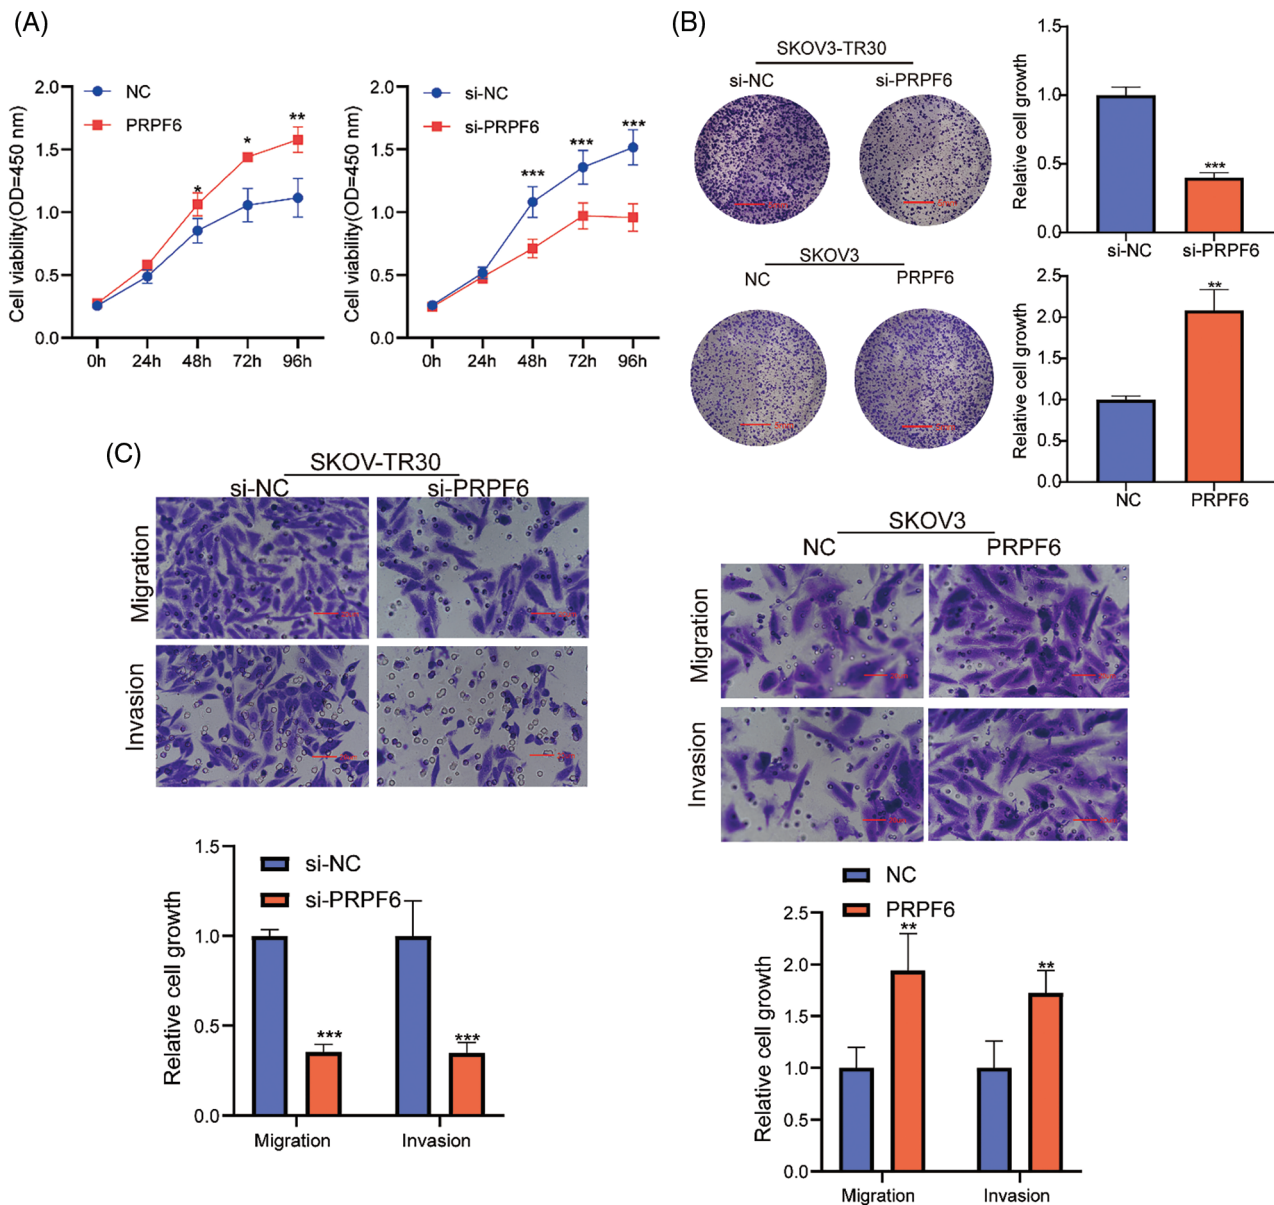 (A)
NC
PRPF6
Cell viability(OD=450 nm)
2.0
1.5
1.0
0.5
0.0
*
*
*
**
0h
24h
48h
72h
96h
si-NC
si-PRPF6
Cell viability(OD=450 nm)
2.0
1.5
1.0
0.5
0.0
***
***
***
0h
24h
48h
72h
96h
(B)
SKOV3-TR30
si-NC
si-PRPF6
Relative cell growth
1.5
1.0
0.5
0.0
***
si-NC
si-PRPF6
SKOV3
NC
PRPF6
Relative cell growth
2.5
2.0
1.5
1.0
0.5
0.0
**
NC
PRPF6
(C)
SKOV-TR30
si-NC
si-PRPF6
Migration
Invasion
SKOV3
NC
PRPF6
Migration
Invasion
si-NC
si-PRPF6
Relative cell growth
1.5
1.0
0.5
0.0
***
***
Migration
Invasion
NC
PRPF6
Relative cell growth
2.5
2.0
1.5
1.0
0.5
0.0
**
**
Migration
Invasion